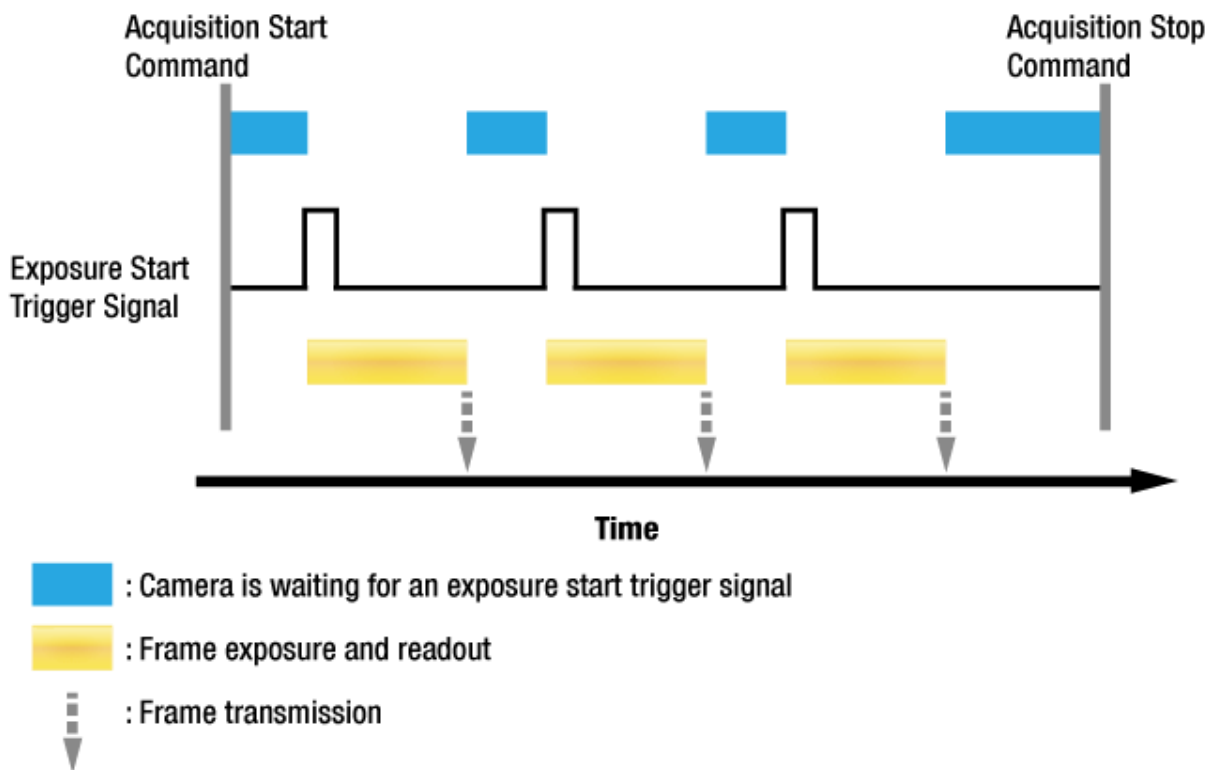 Acquisition Start
Command
Acquisition Stop
Command
Exposure Start
Trigger Signal
Time
: Camera is waiting for an exposure start trigger signal
: Frame exposure and readout
: Frame transmission